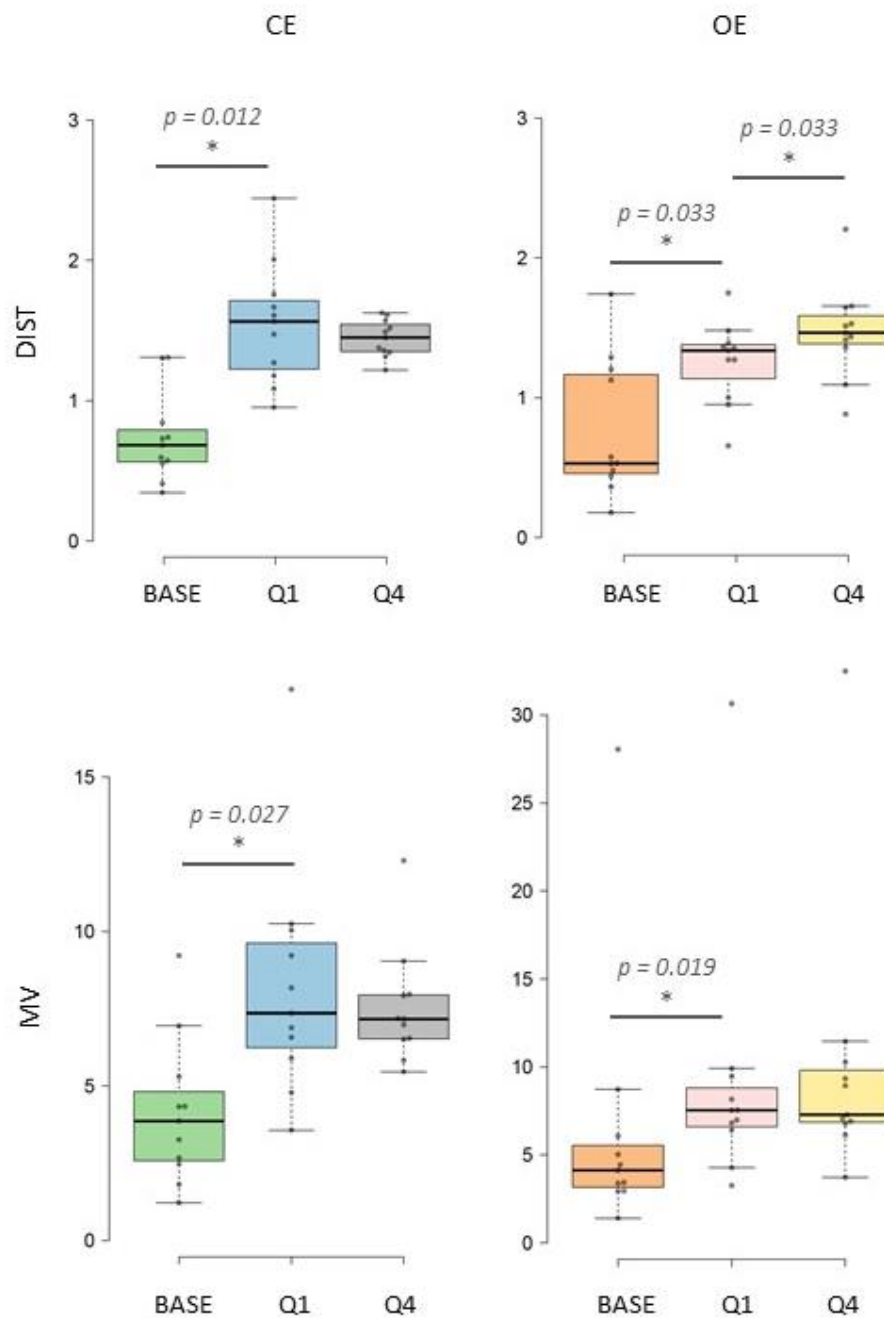 CE
OE
DIST
3
2
1
0
p = 0.012
*
BASE Q1 Q4
3
2
1
0
p = 0.033
*
p = 0.033
*
BASE Q1 Q4
MV
15
10
5
0
p = 0.027
*
BASE Q1 Q4
30
25
20
15
10
5
0
p = 0.019
*
BASE Q1 Q4